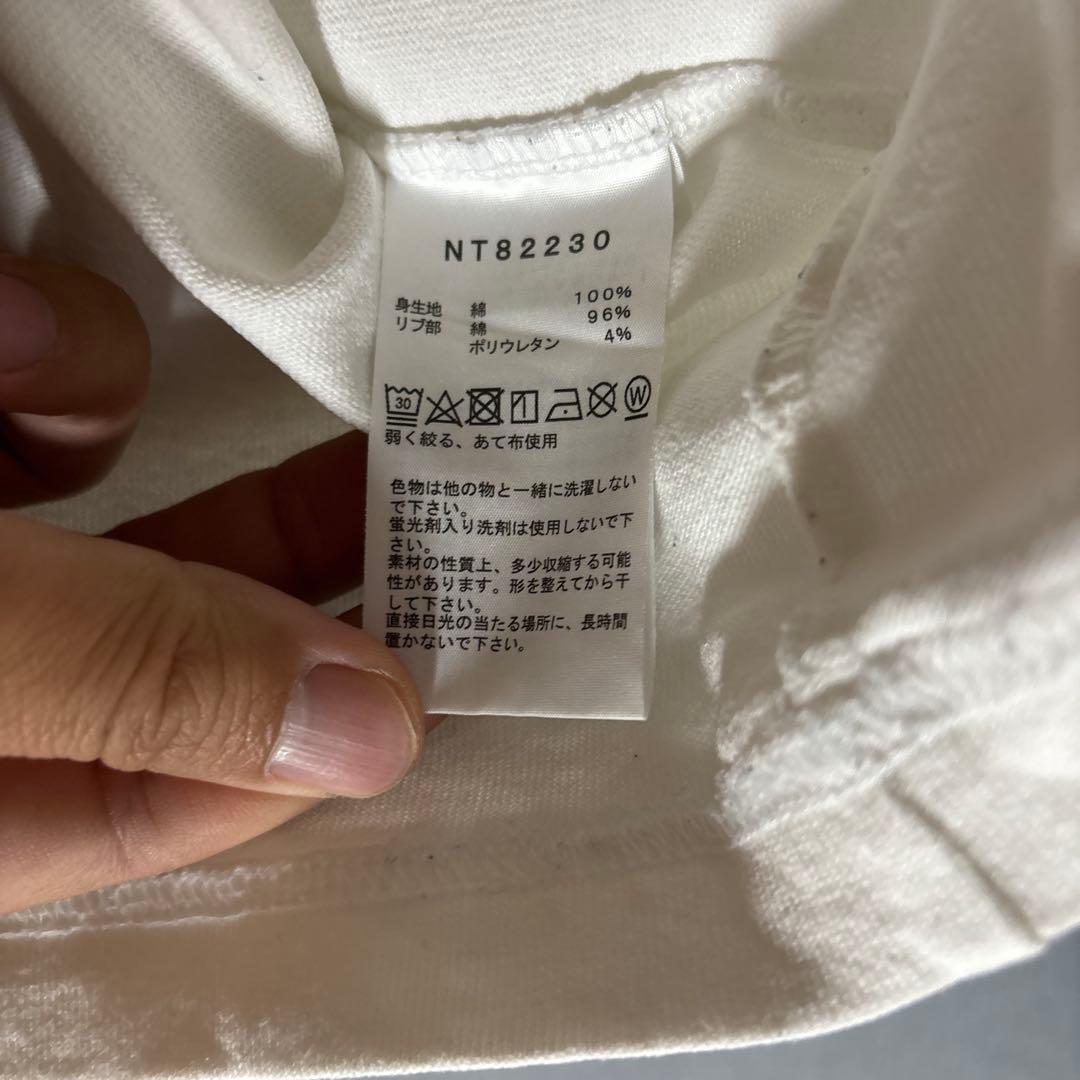 NT82230
身生地 綿 100%
リブ部 綿 96%
ポリウレタン 4%
30 W
弱く絞る、あて布使用
色物は他の物と一緒に洗濯しない
で下さい。
蛍光剤入り洗剤は使用しないで下
さい。
素材の性質上、多少収縮する可能
性があります。形を整えてから干
して下さい。
直接日光の当たる場所に、長時間
置かないで下さい。